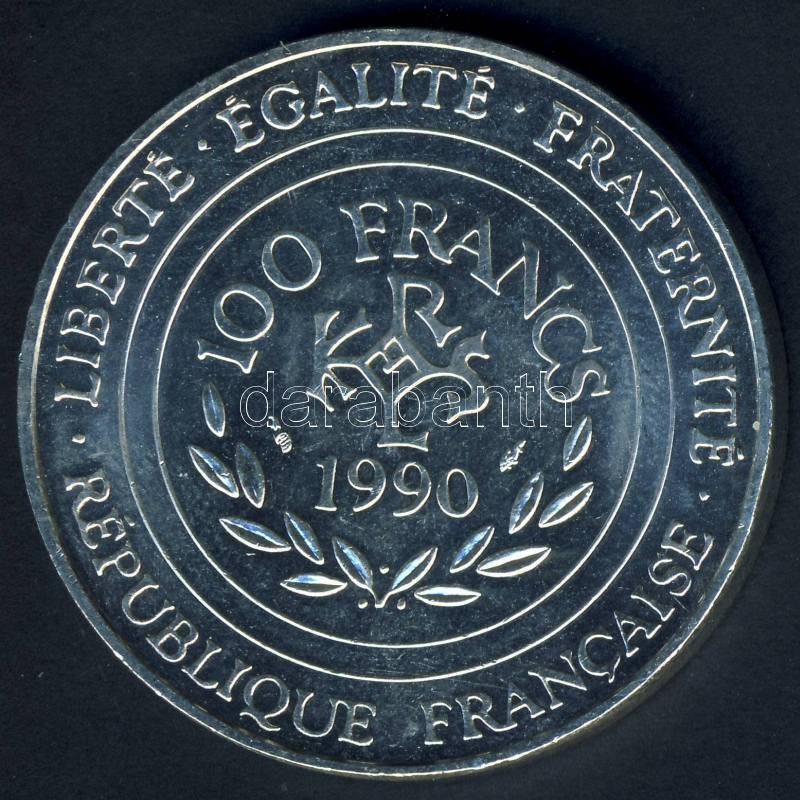 LIBERTÉ · ÉGALITÉ · FRATERNITÉ ·
RÉPUBLIQUE FRANÇAISE ·
100 FRANCS
K R L S
1990
darabanth